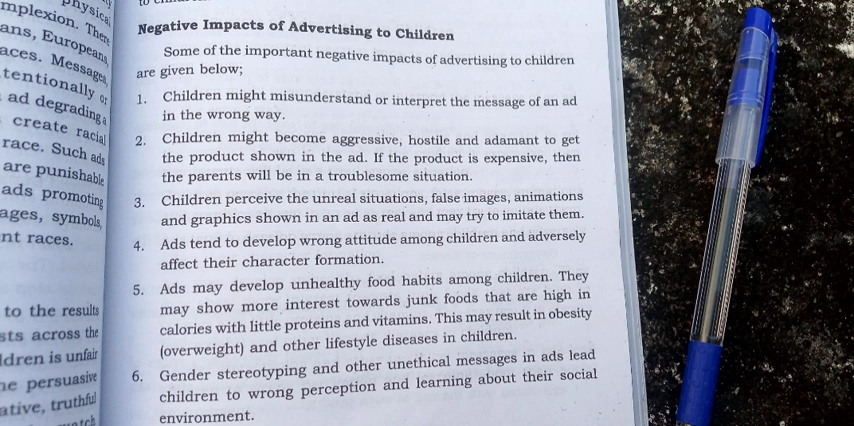 physical
mplexion. There
ans, Europeans,
aces. Messages,
tentionally or
ad degrading a
create racial
race. Such ads
are punishable
ads promoting
ages, symbols,
nt races.
to the results
sts across the
ldren is unfair
he persuasive
ative, truthful
Negative Impacts of Advertising to Children
Some of the important negative impacts of advertising to children
are given below;
1. Children might misunderstand or interpret the message of an ad
in the wrong way.
2. Children might become aggressive, hostile and adamant to get
the product shown in the ad. If the product is expensive, then
the parents will be in a troublesome situation.
3. Children perceive the unreal situations, false images, animations
and graphics shown in an ad as real and may try to imitate them.
4. Ads tend to develop wrong attitude among children and adversely
affect their character formation.
5. Ads may develop unhealthy food habits among children. They
may show more interest towards junk foods that are high in
calories with little proteins and vitamins. This may result in obesity
(overweight) and other lifestyle diseases in children.
6. Gender stereotyping and other unethical messages in ads lead
children to wrong perception and learning about their social
environment.